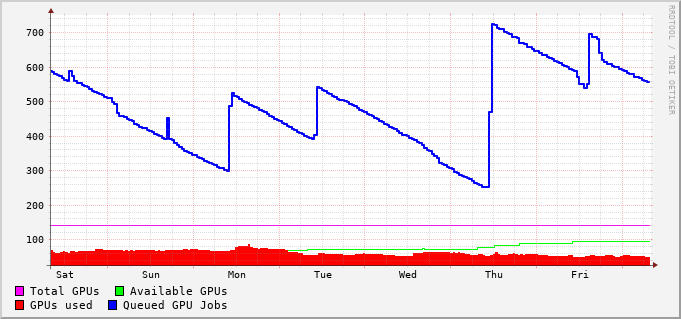 RRDTOOL / TOBI OETIKER
700
600
500
400
300
200
100
Sat Sun Mon Tue Wed Thu Fri
Total GPUs Available GPUs
GPUs used Queued GPU Jobs